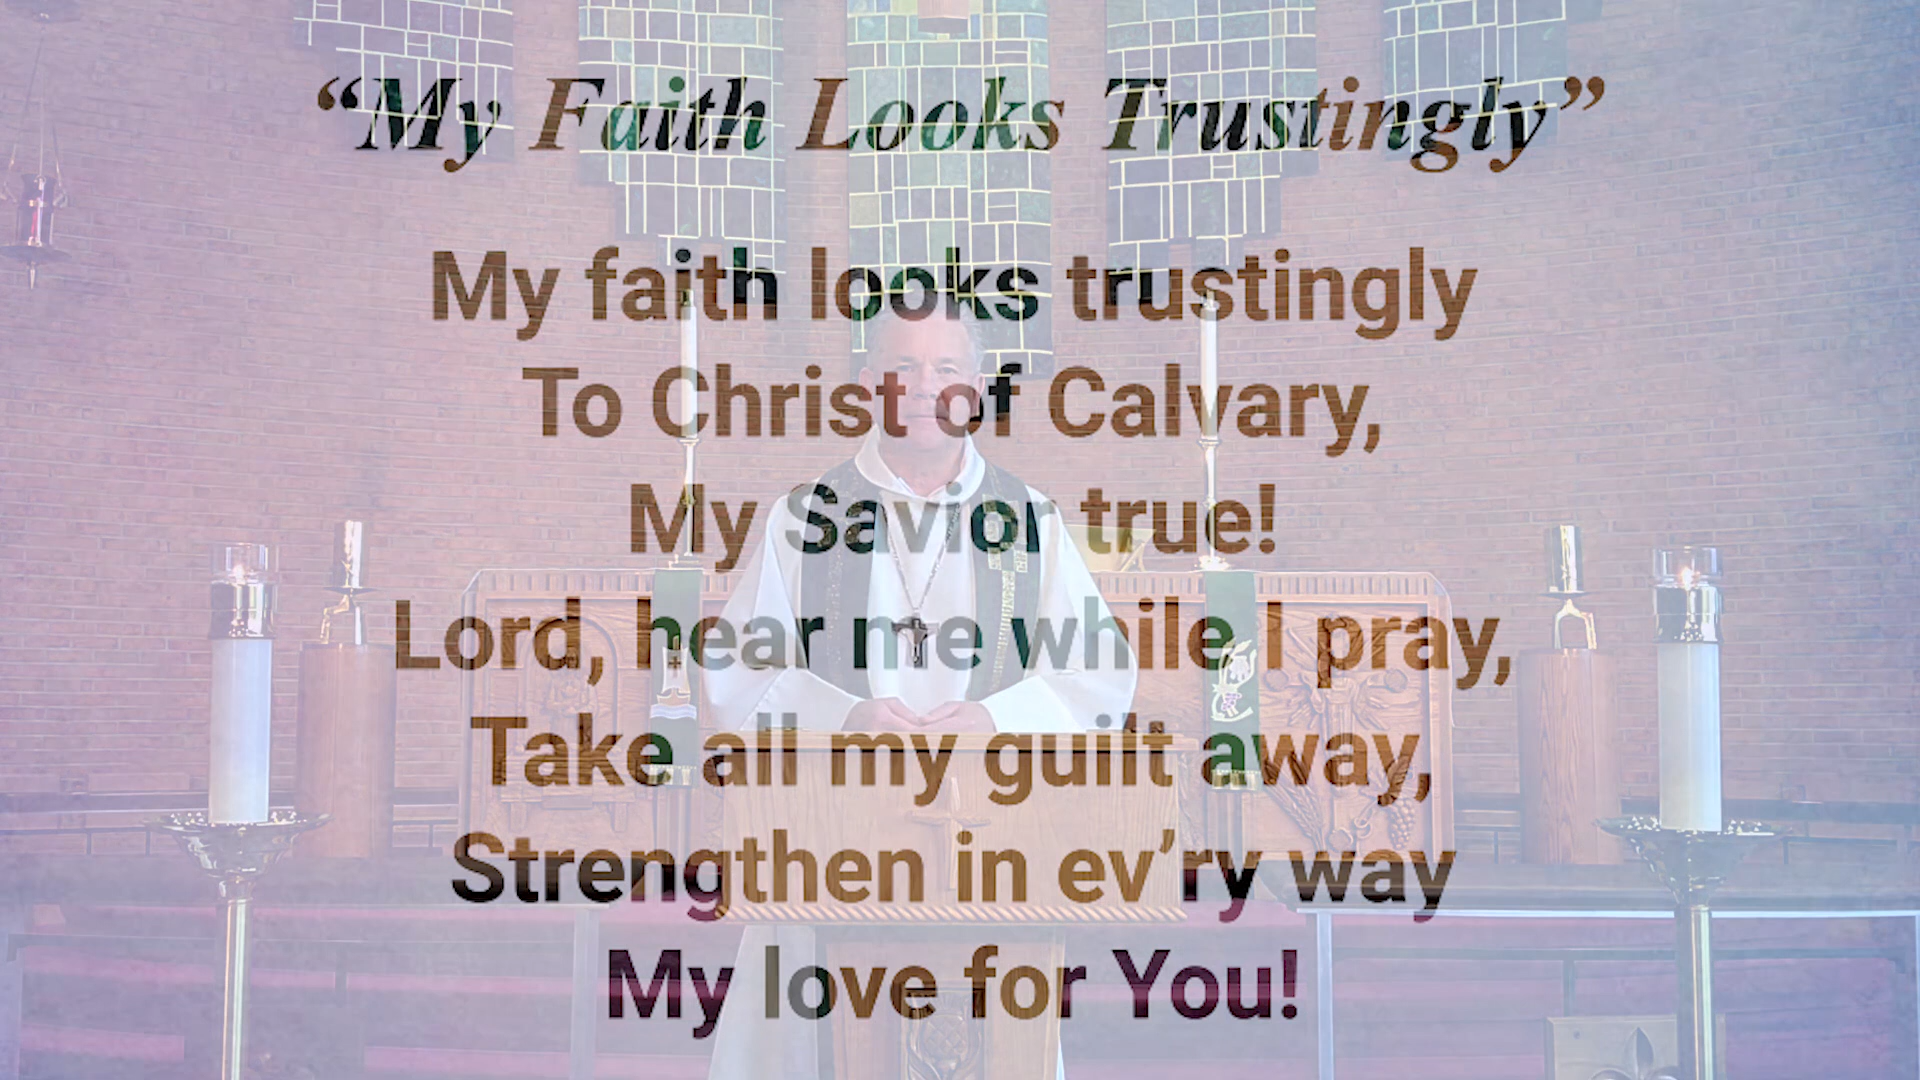 “My Faith Looks Trustingly”
My faith looks trustingly
To Christ of Calvary,
My Savior true!
Lord, hear me while I pray,
Take all my guilt away,
Strengthen in ev’ry way
My love for You!